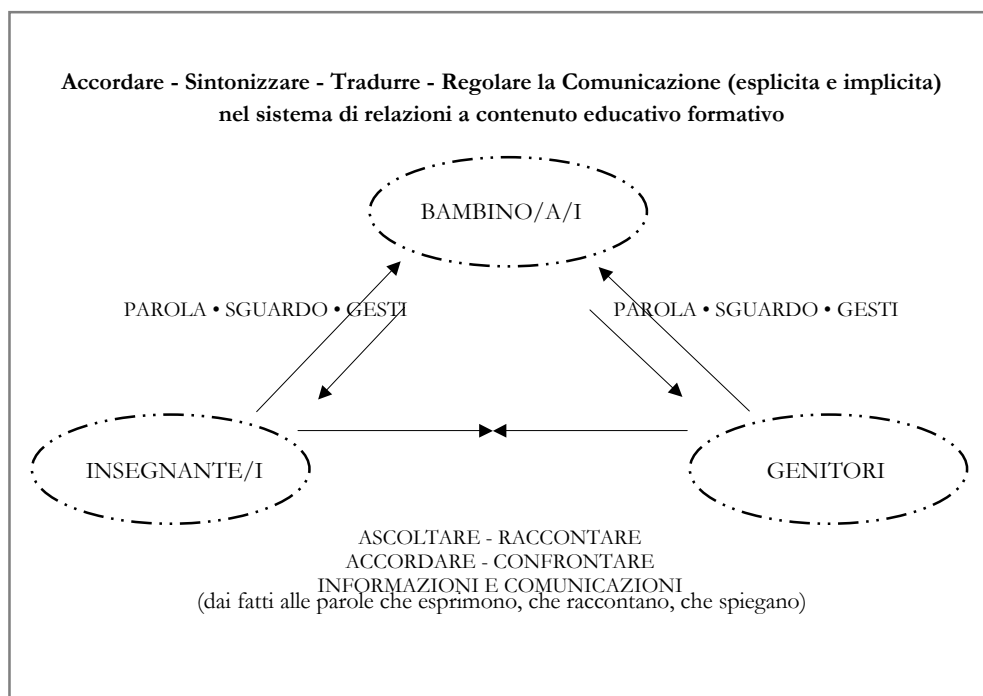 Accordare - Sintonizzare - Tradurre - Regolare la Comunicazione (esplicita e implicita)
nel sistema di relazioni a contenuto educativo formativo
BAMBINO/A/I
PAROLA • SGUARDO • GESTI
PAROLA • SGUARDO • GESTI
INSEGNANTE/I
GENITORI
ASCOLTARE - RACCONTARE
ACCORDARE - CONFRONTARE
INFORMAZIONI E COMUNICAZIONI
(dai fatti alle parole che esprimono, che raccontano, che spiegano)